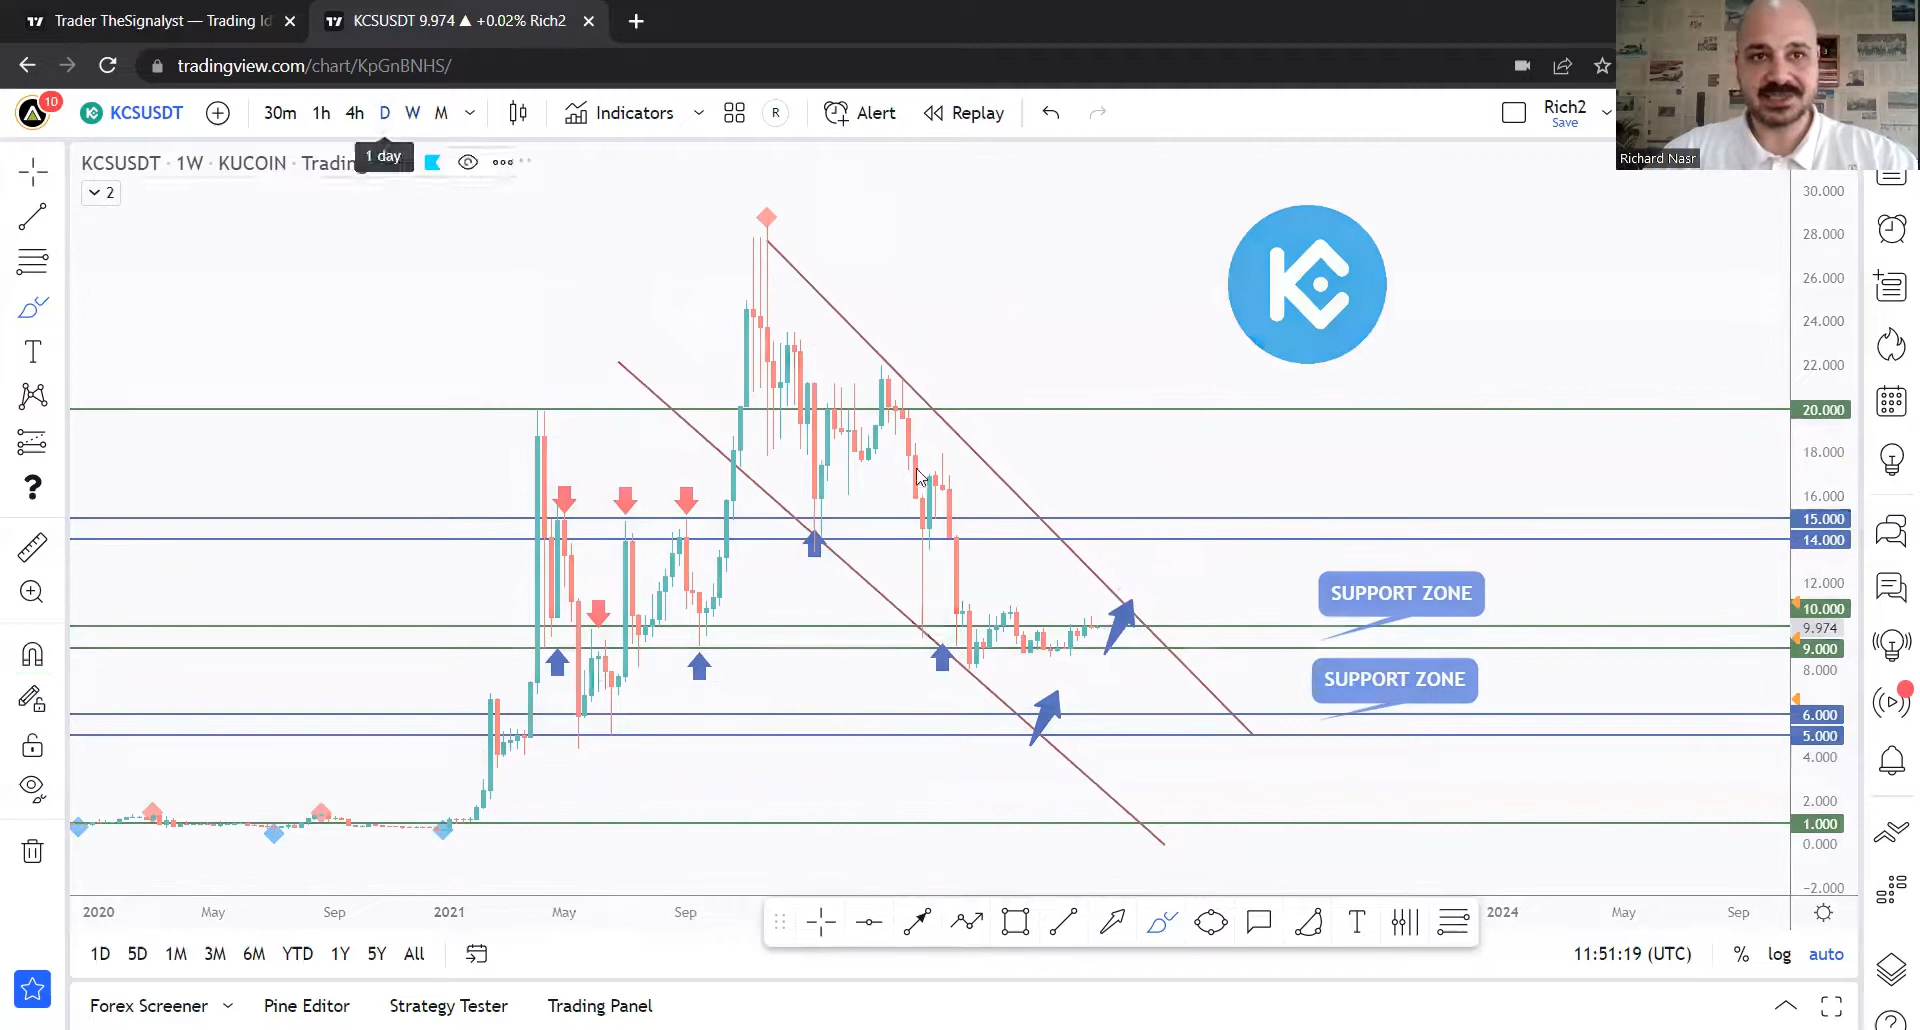 Trader TheSignalyst — Trading Id
KCSUSDT 9.974 ▲ +0.02% Rich2
tradingview.com/chart/KpGnBNHS/
10
KCSUSDT
30m 1h 4h D W M
Indicators
R
Alert
Replay
Rich2
Save
Richard Nasr
KCSUSDT · 1W · KUCOIN · Trading
1 day
2
30.000
28.000
26.000
24.000
22.000
20.000
18.000
16.000
15.000
14.000
12.000
10.000
9.974
9.000
8.000
6.000
5.000
4.000
2.000
1.000
0.000
−2.000
SUPPORT ZONE
SUPPORT ZONE
2020 May Sep 2021 May Sep 2024 May Sep
1D 5D 1M 3M 6M YTD 1Y 5Y All
11:51:19 (UTC) % log auto
Forex Screener Pine Editor Strategy Tester Trading Panel